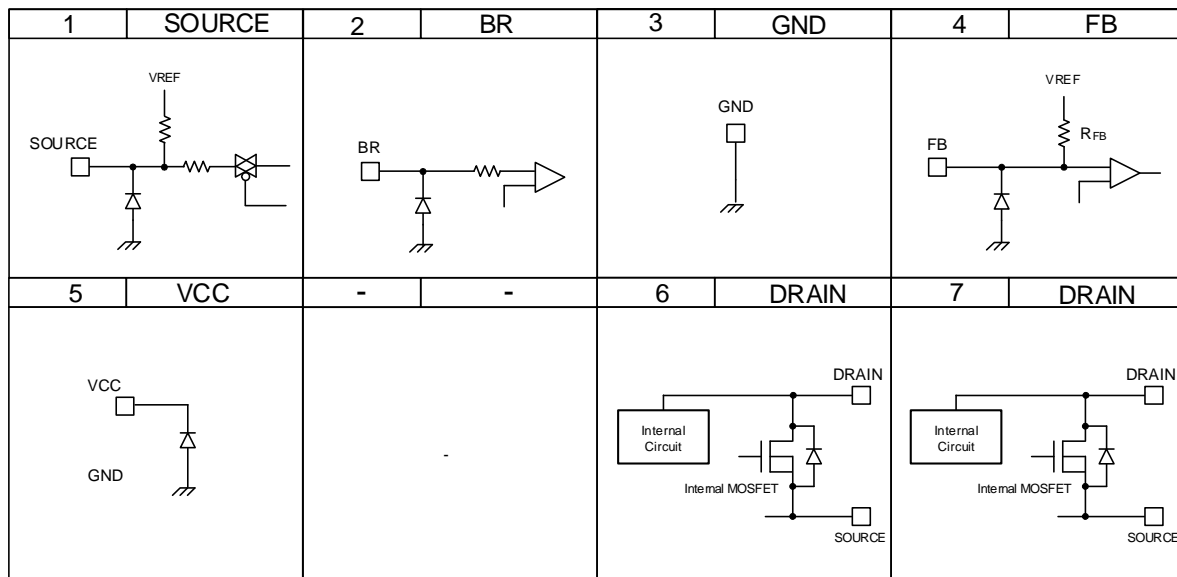 1 SOURCE 2 BR 3 GND 4 FB
VREF
SOURCE
BR
GND
VREF
RFB
FB
5 VCC - - 6 DRAIN 7 DRAIN
VCC
GND
-
DRAIN
Internal
Circuit
Internal MOSFET
SOURCE
DRAIN
Internal
Circuit
Internal MOSFET
SOURCE